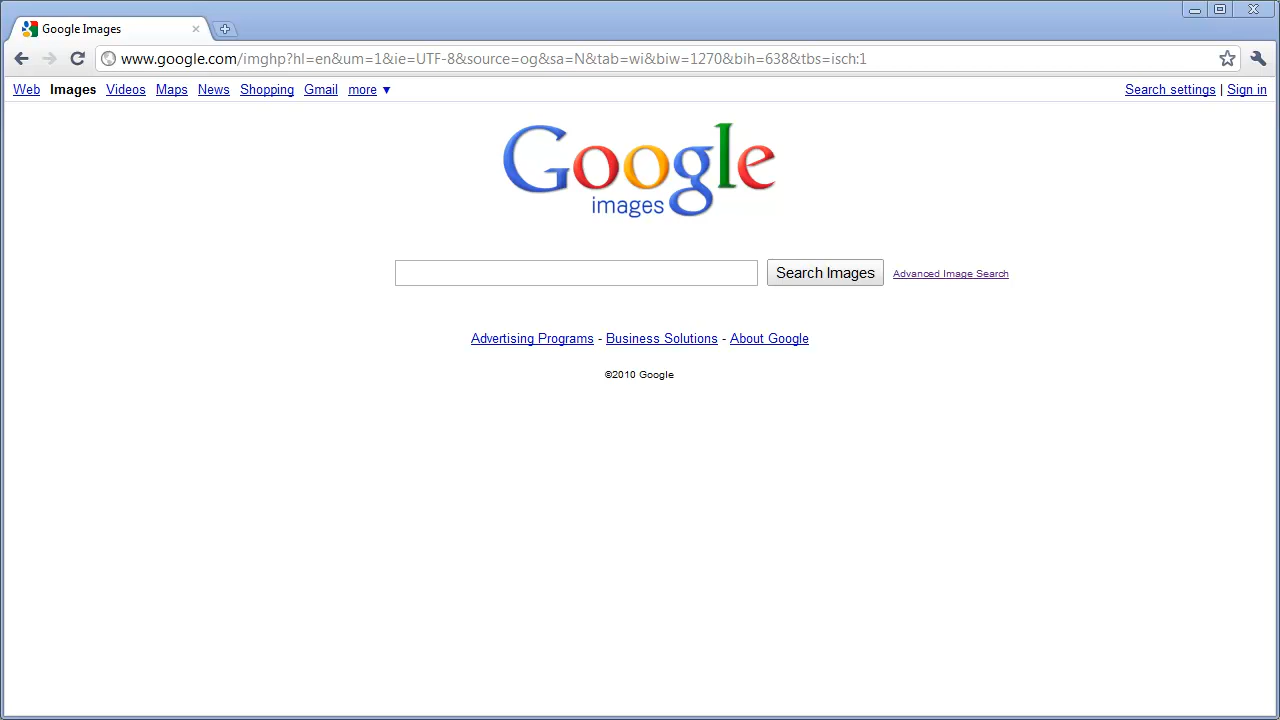 Google Images
www.google.com/imghp?hl=en&um=1&ie=UTF-8&source=og&sa=N&tab=wi&biw=1270&bih=638&tbs=isch:1
Web Images Videos Maps News Shopping Gmail more ▼ Search settings | Sign in
Google
images
Search Images Advanced Image Search
Advertising Programs - Business Solutions - About Google
©2010 Google